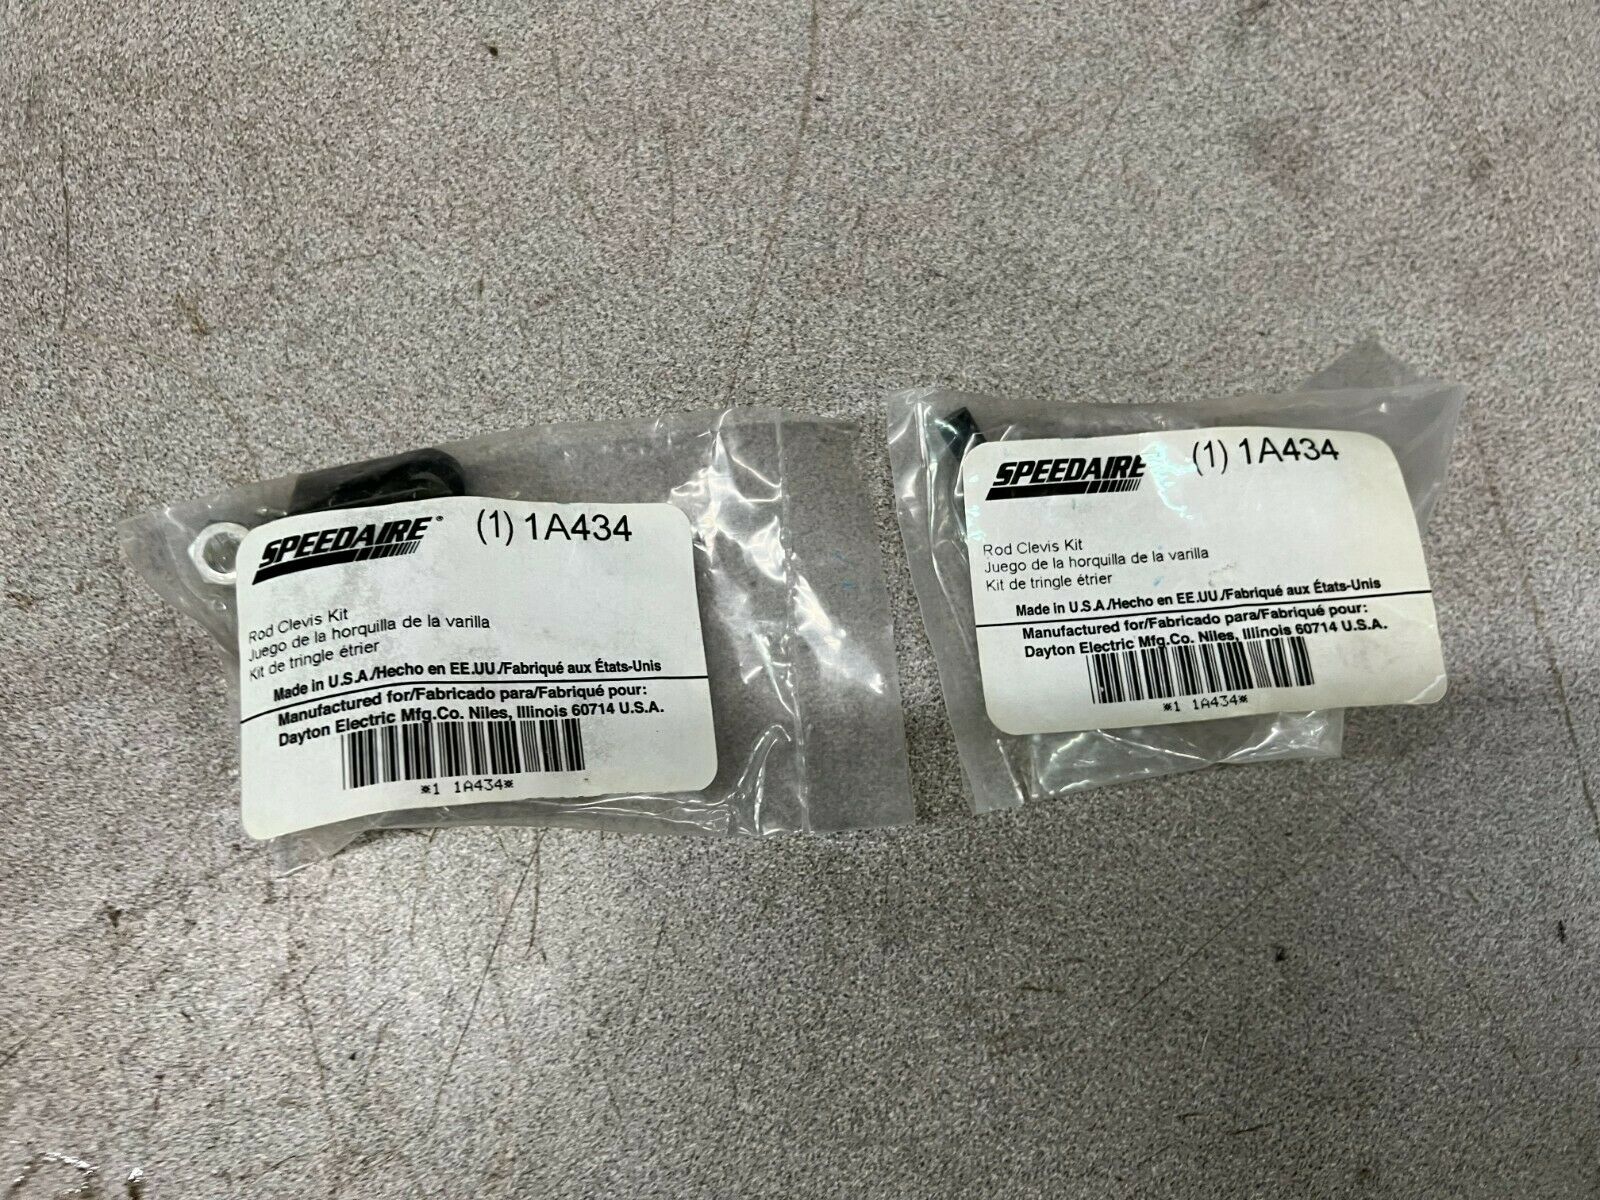 SPEEDAIRE® (1) 1A434
Rod Clevis Kit
Juego de la horquilla de la varilla
Kit de tringle étrier
Made in U.S.A./Hecho en EE.UU./Fabriqué aux États-Unis
Manufactured for/Fabricado para/Fabriqué pour:
Dayton Electric Mfg.Co. Niles, Illinois 60714 U.S.A.
*1 1A434*
SPEEDAIRE (1) 1A434
Rod Clevis Kit
Juego de la horquilla de la varilla
Kit de tringle étrier
Made in U.S.A./Hecho en EE.UU./Fabriqué aux États-Unis
Manufactured for/Fabricado para/Fabriqué pour:
Dayton Electric Mfg.Co. Niles, Illinois 60714 U.S.A.
*1 1A434*